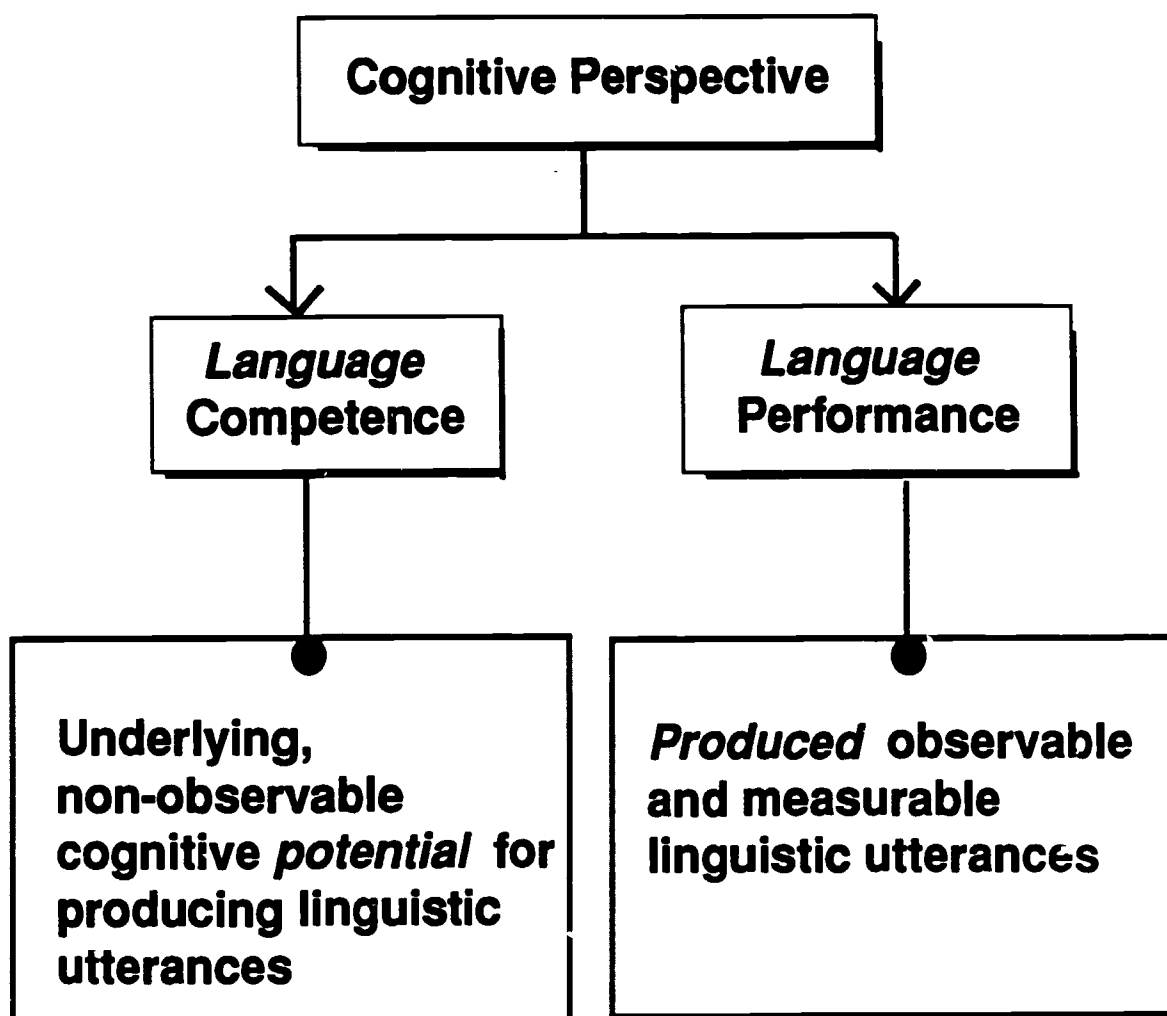 Cognitive Perspective
Language
Competence
Language
Performance
Underlying,
non-observable
cognitive potential for
producing linguistic
utterances
Produced observable
and measurable
linguistic utterances